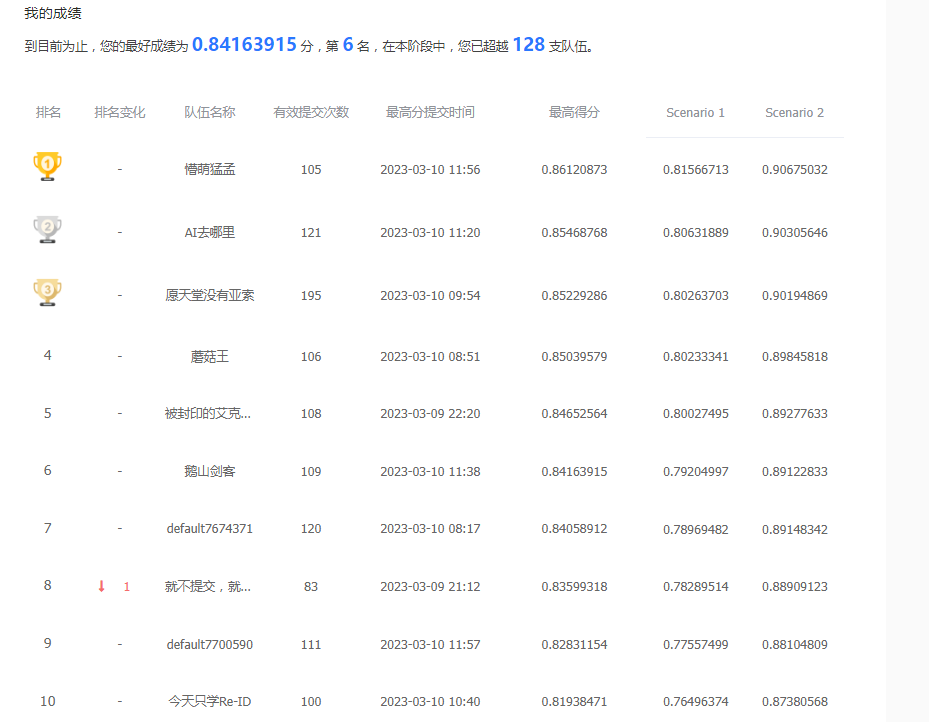 我的成绩
到目前为止，您的最好成绩为 0.84163915 分，第 6 名，在本阶段中，您已超越 128 支队伍。
排名 排名变化 队伍名称 有效提交次数 最高分提交时间 最高得分 Scenario 1 Scenario 2
1 - 懵萌猛孟 105 2023-03-10 11:56 0.86120873 0.81566713 0.90675032
2 - AI去哪里 121 2023-03-10 11:20 0.85468768 0.80631889 0.90305646
3 - 愿天堂没有亚索 195 2023-03-10 09:54 0.85229286 0.80263703 0.90194869
4 - 蘑菇王 106 2023-03-10 08:51 0.85039579 0.80233341 0.89845818
5 - 被封印的艾克... 108 2023-03-09 22:20 0.84652564 0.80027495 0.89277633
6 - 鹅山剑客 109 2023-03-10 11:38 0.84163915 0.79204997 0.89122833
7 - default7674371 120 2023-03-10 08:17 0.84058912 0.78969482 0.89148342
8 ↓ 1 就不提交，就... 83 2023-03-09 21:12 0.83599318 0.78289514 0.88909123
9 - default7700590 111 2023-03-10 11:57 0.82831154 0.77557499 0.88104809
10 - 今天只学Re-ID 100 2023-03-10 10:40 0.81938471 0.76496374 0.87380568